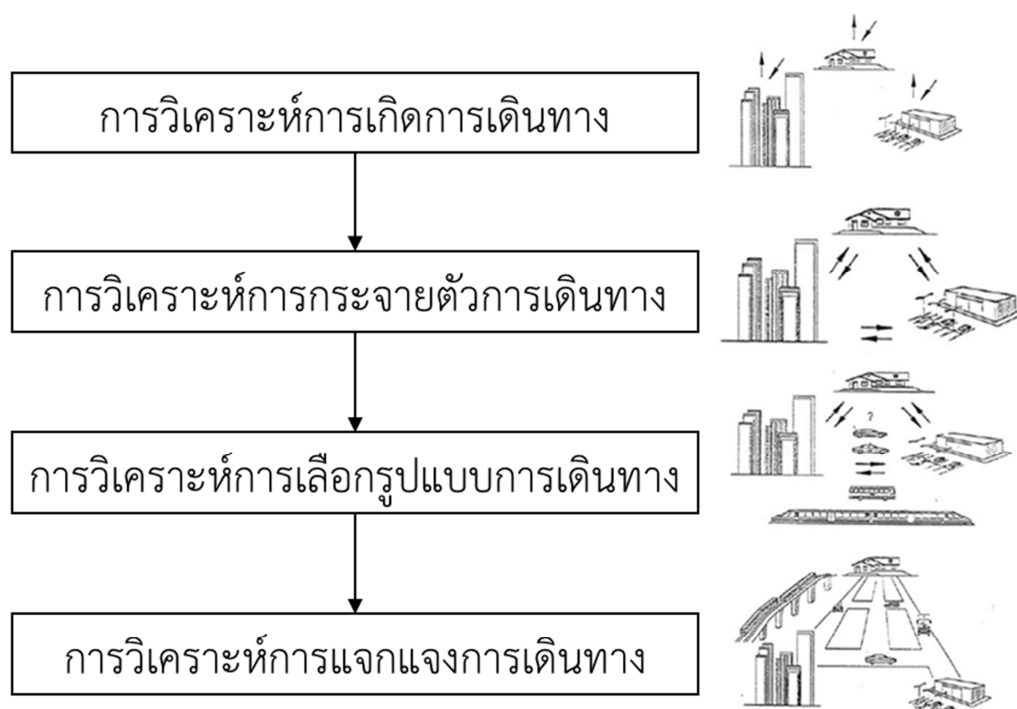 การวิเคราะห์การเกิดการเดินทาง
การวิเคราะห์การกระจายตัวการเดินทาง
การวิเคราะห์การเลือกรูปแบบการเดินทาง
?
การวิเคราะห์การแจกแจงการเดินทาง